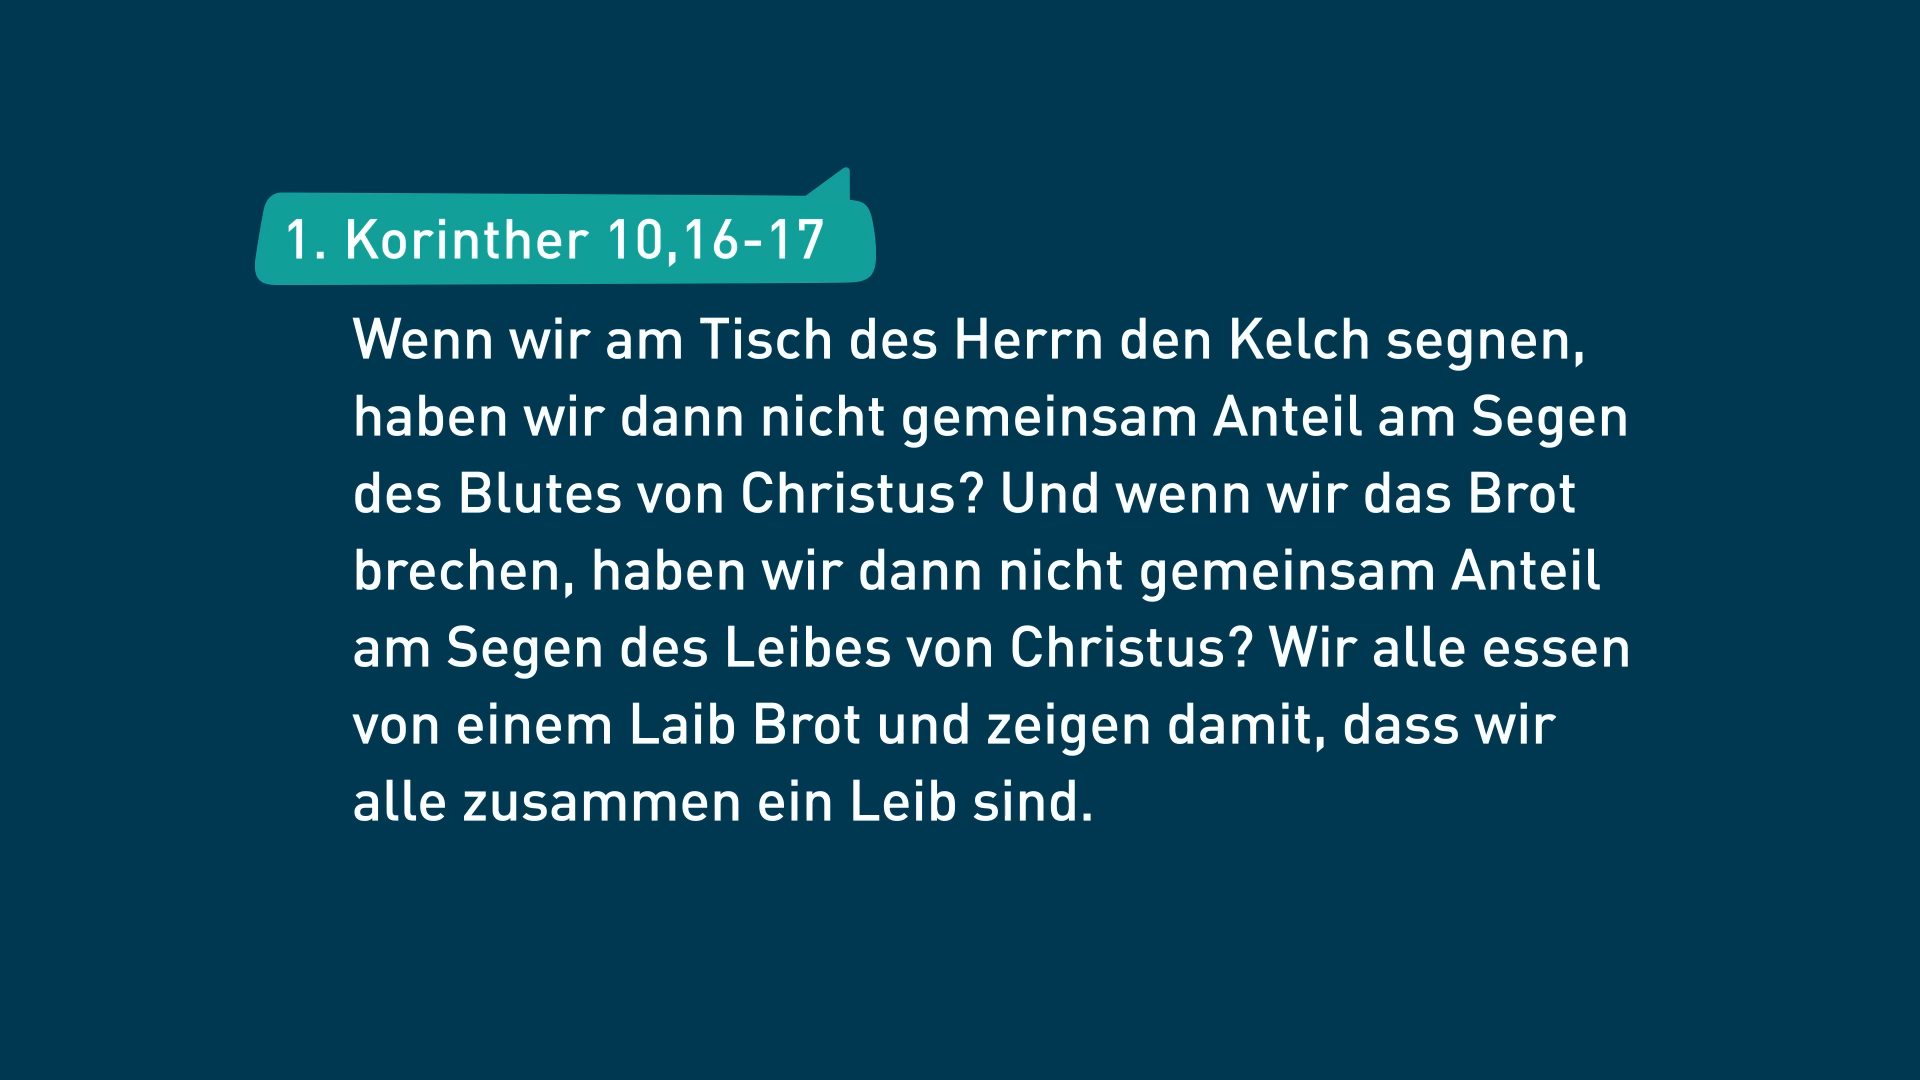 1. Korinther 10,16-17
Wenn wir am Tisch des Herrn den Kelch segnen,
haben wir dann nicht gemeinsam Anteil am Segen
des Blutes von Christus? Und wenn wir das Brot
brechen, haben wir dann nicht gemeinsam Anteil
am Segen des Leibes von Christus? Wir alle essen
von einem Laib Brot und zeigen damit, dass wir
alle zusammen ein Leib sind.